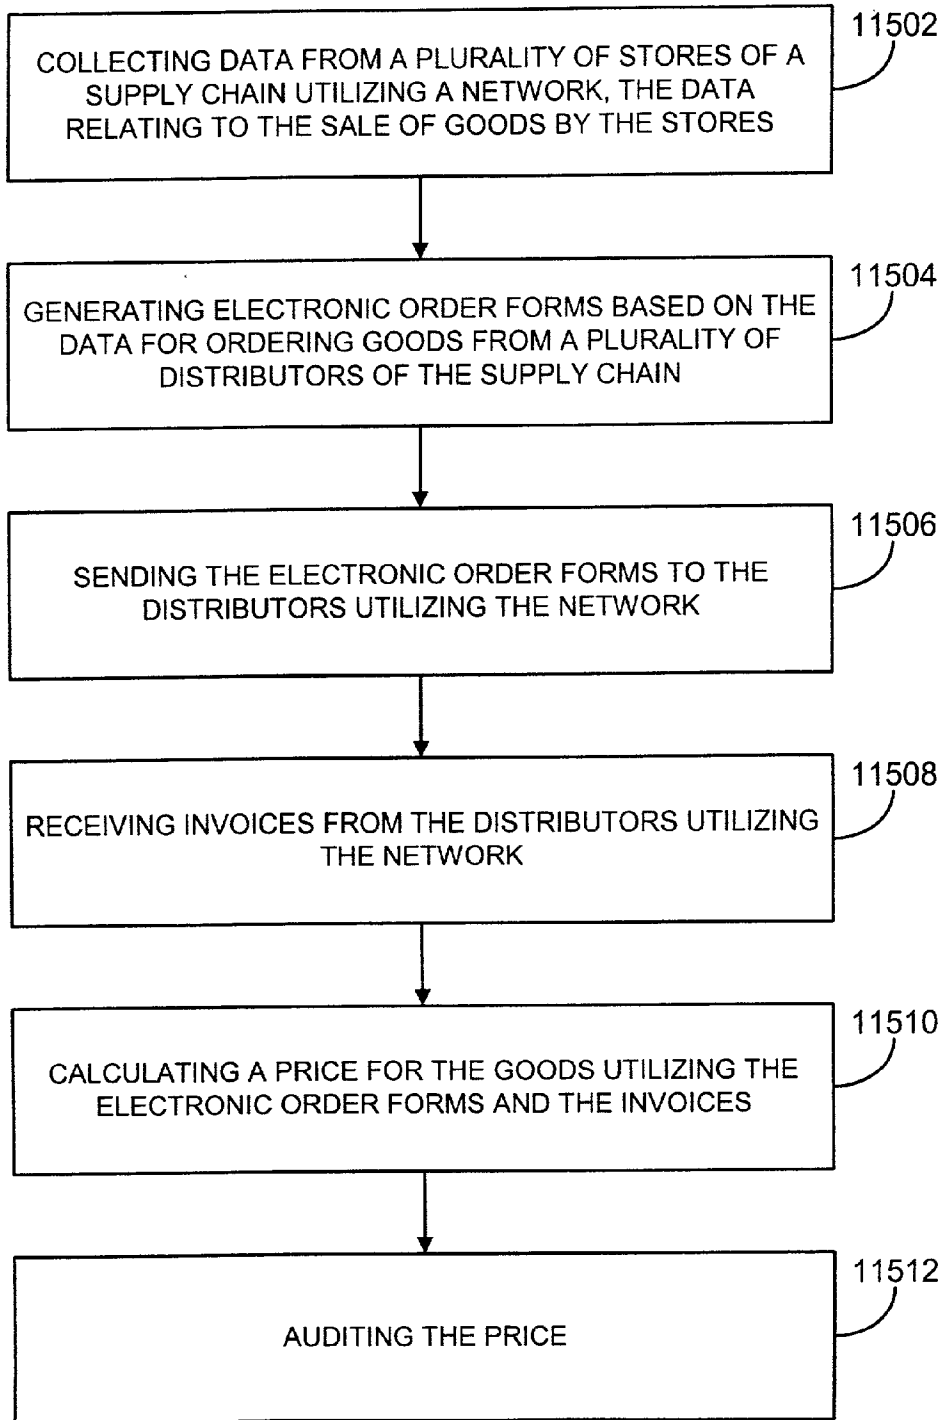 11502
COLLECTING DATA FROM A PLURALITY OF STORES OF A
SUPPLY CHAIN UTILIZING A NETWORK, THE DATA
RELATING TO THE SALE OF GOODS BY THE STORES
11504
GENERATING ELECTRONIC ORDER FORMS BASED ON THE
DATA FOR ORDERING GOODS FROM A PLURALITY OF
DISTRIBUTORS OF THE SUPPLY CHAIN
11506
SENDING THE ELECTRONIC ORDER FORMS TO THE
DISTRIBUTORS UTILIZING THE NETWORK
11508
RECEIVING INVOICES FROM THE DISTRIBUTORS UTILIZING
THE NETWORK
11510
CALCULATING A PRICE FOR THE GOODS UTILIZING THE
ELECTRONIC ORDER FORMS AND THE INVOICES
11512
AUDITING THE PRICE